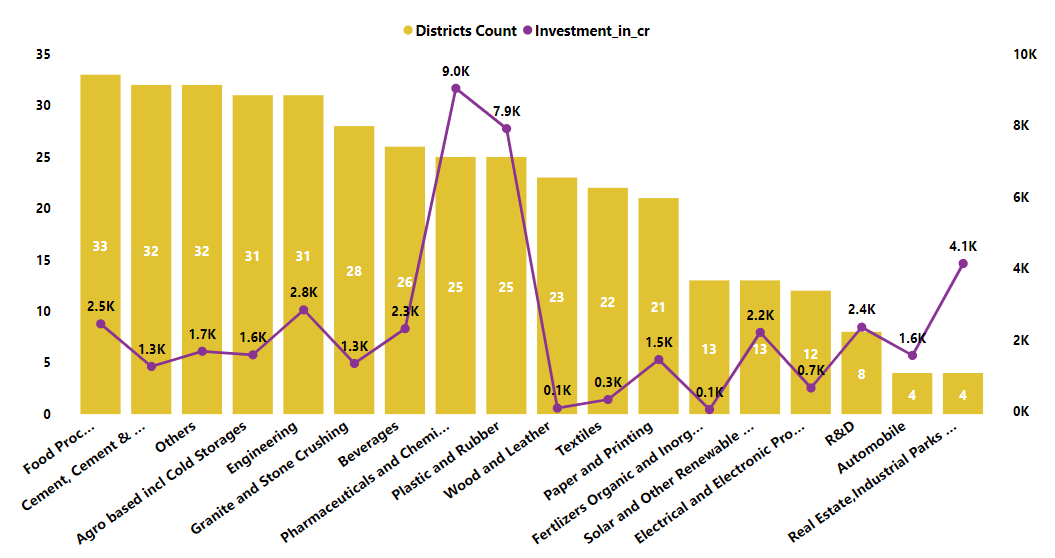 Districts Count Investment_in_cr
35
30
25
20
15
10
5
0
10K
8K
6K
4K
2K
0K
33
32
32
31
31
28
26
25
25
23
22
21
13
13
12
8
4
4
2.5K
1.3K
1.7K
1.6K
2.8K
1.3K
2.3K
9.0K
7.9K
0.1K
0.3K
1.5K
0.1K
2.2K
0.7K
2.4K
1.6K
4.1K
Food Proc...
Cement, Cement & ...
Others
Agro based incl Cold Storages
Engineering
Granite and Stone Crushing
Beverages
Pharmaceuticals and Chemi...
Plastic and Rubber
Wood and Leather
Textiles
Paper and Printing
Fertlizers Organic and Inorg...
Solar and Other Renewable ...
Electrical and Electronic Pro...
R&D
Automobile
Real Estate,Industrial Parks ...